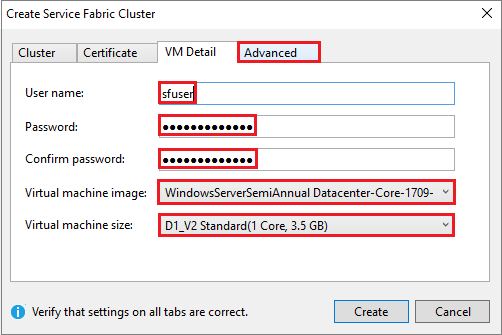 Create Service Fabric Cluster
Cluster Certificate VM Detail Advanced
User name: sfuser
Password: ●●●●●●●●●●●●●
Confirm password: ●●●●●●●●●●●●●
Virtual machine image: WindowsServerSemiAnnual Datacenter-Core-1709-
Virtual machine size: D1_V2 Standard(1 Core, 3.5 GB)
Verify that settings on all tabs are correct. Create Cancel